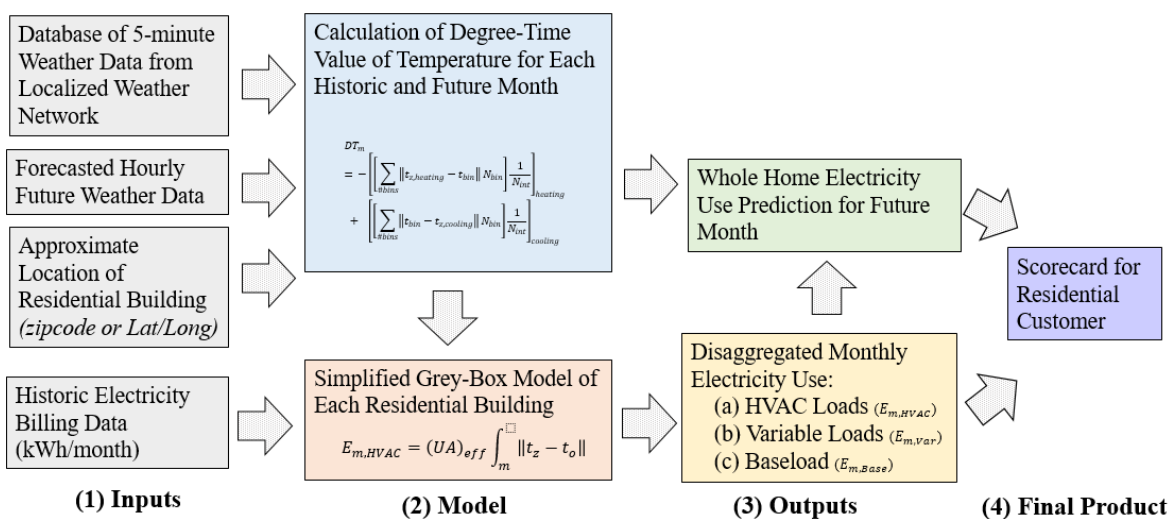 Database of 5-minute
Weather Data from
Localized Weather
Network
Forecasted Hourly
Future Weather Data
Approximate
Location of
Residential Building
(zipcode or Lat/Long)
Historic Electricity
Billing Data
(kWh/month)
(1) Inputs
Calculation of Degree-Time
Value of Temperature for Each
Historic and Future Month
DT_m
= −[[∑_{#bins} ‖t_{z,heating} − t_{bin}‖ N_{bin}] 1/N_{int}]_{heating}
+ [[∑_{#bins} ‖t_{bin} − t_{z,cooling}‖ N_{bin}] 1/N_{int}]_{cooling}
Simplified Grey-Box Model of
Each Residential Building
E_{m,HVAC} = (UA)_{eff} ∫_m^□ ‖t_z − t_o‖
(2) Model
Whole Home Electricity
Use Prediction for Future
Month
Disaggregated Monthly
Electricity Use:
(a) HVAC Loads (E_{m,HVAC})
(b) Variable Loads (E_{m,Var})
(c) Baseload (E_{m,Base})
(3) Outputs
Scorecard for
Residential
Customer
(4) Final Product